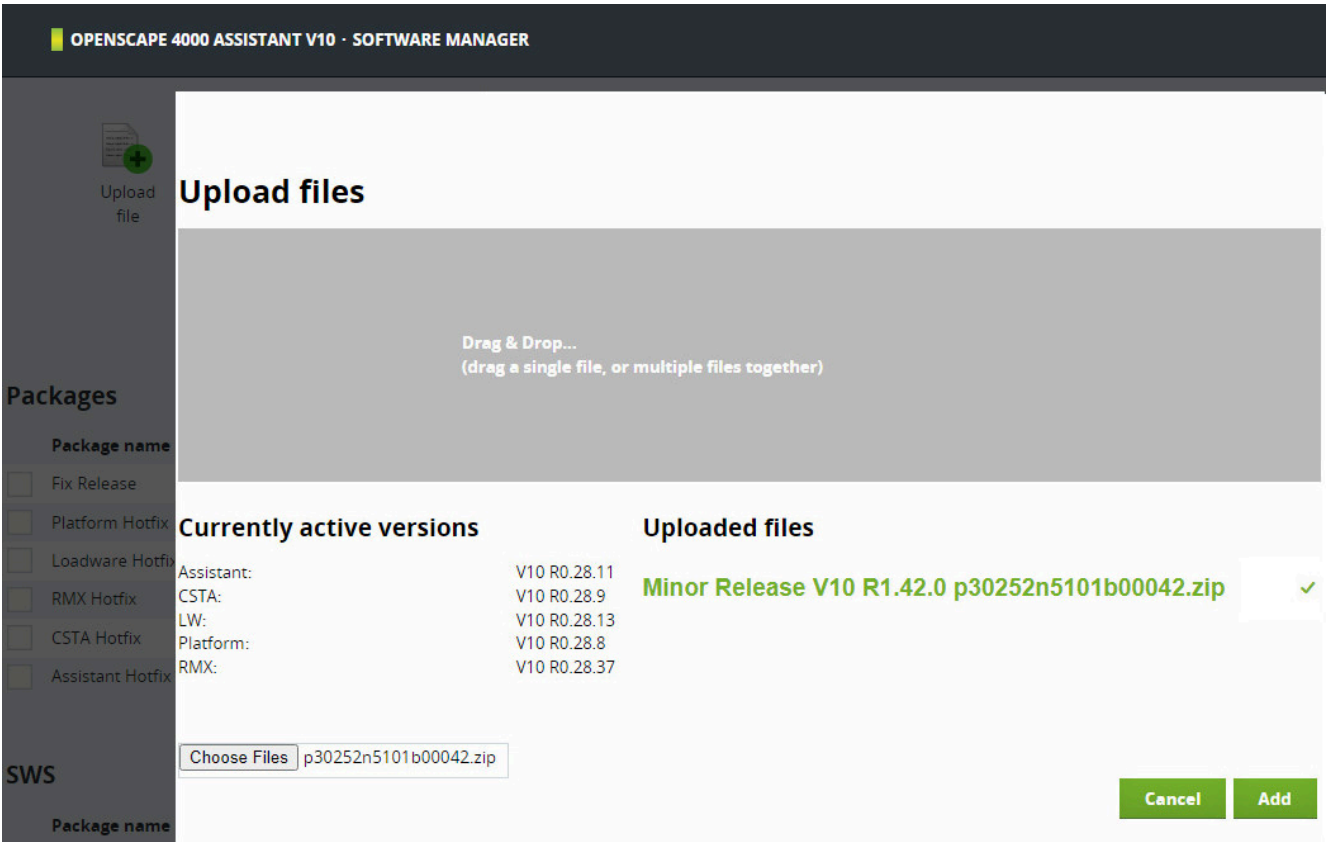 OPENSCAPE 4000 ASSISTANT V10 · SOFTWARE MANAGER
Upload
file
Upload files
Drag & Drop...
(drag a single file, or multiple files together)
Packages
Package name
Fix Release
Platform Hotfix
Loadware Hotfix
RMX Hotfix
CSTA Hotfix
Assistant Hotfix
Currently active versions
Assistant: V10 R0.28.11
CSTA: V10 R0.28.9
LW: V10 R0.28.13
Platform: V10 R0.28.8
RMX: V10 R0.28.37
Uploaded files
Minor Release V10 R1.42.0 p30252n5101b00042.zip
Choose Files p30252n5101b00042.zip
SWS
Package name
Cancel Add